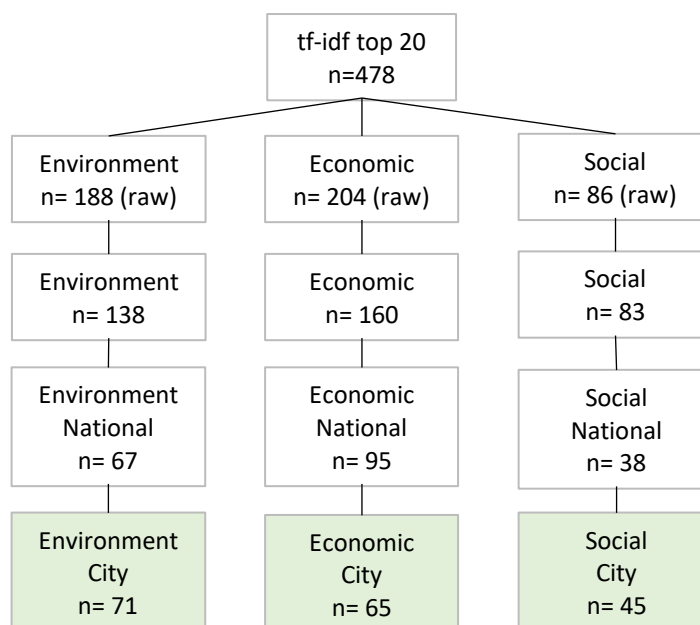 tf-idf top 20
n=478
Environment
n= 188 (raw)
Economic
n= 204 (raw)
Social
n= 86 (raw)
Environment
n= 138
Economic
n= 160
Social
n= 83
Environment
National
n= 67
Economic
National
n= 95
Social
National
n= 38
Environment
City
n= 71
Economic
City
n= 65
Social
City
n= 45